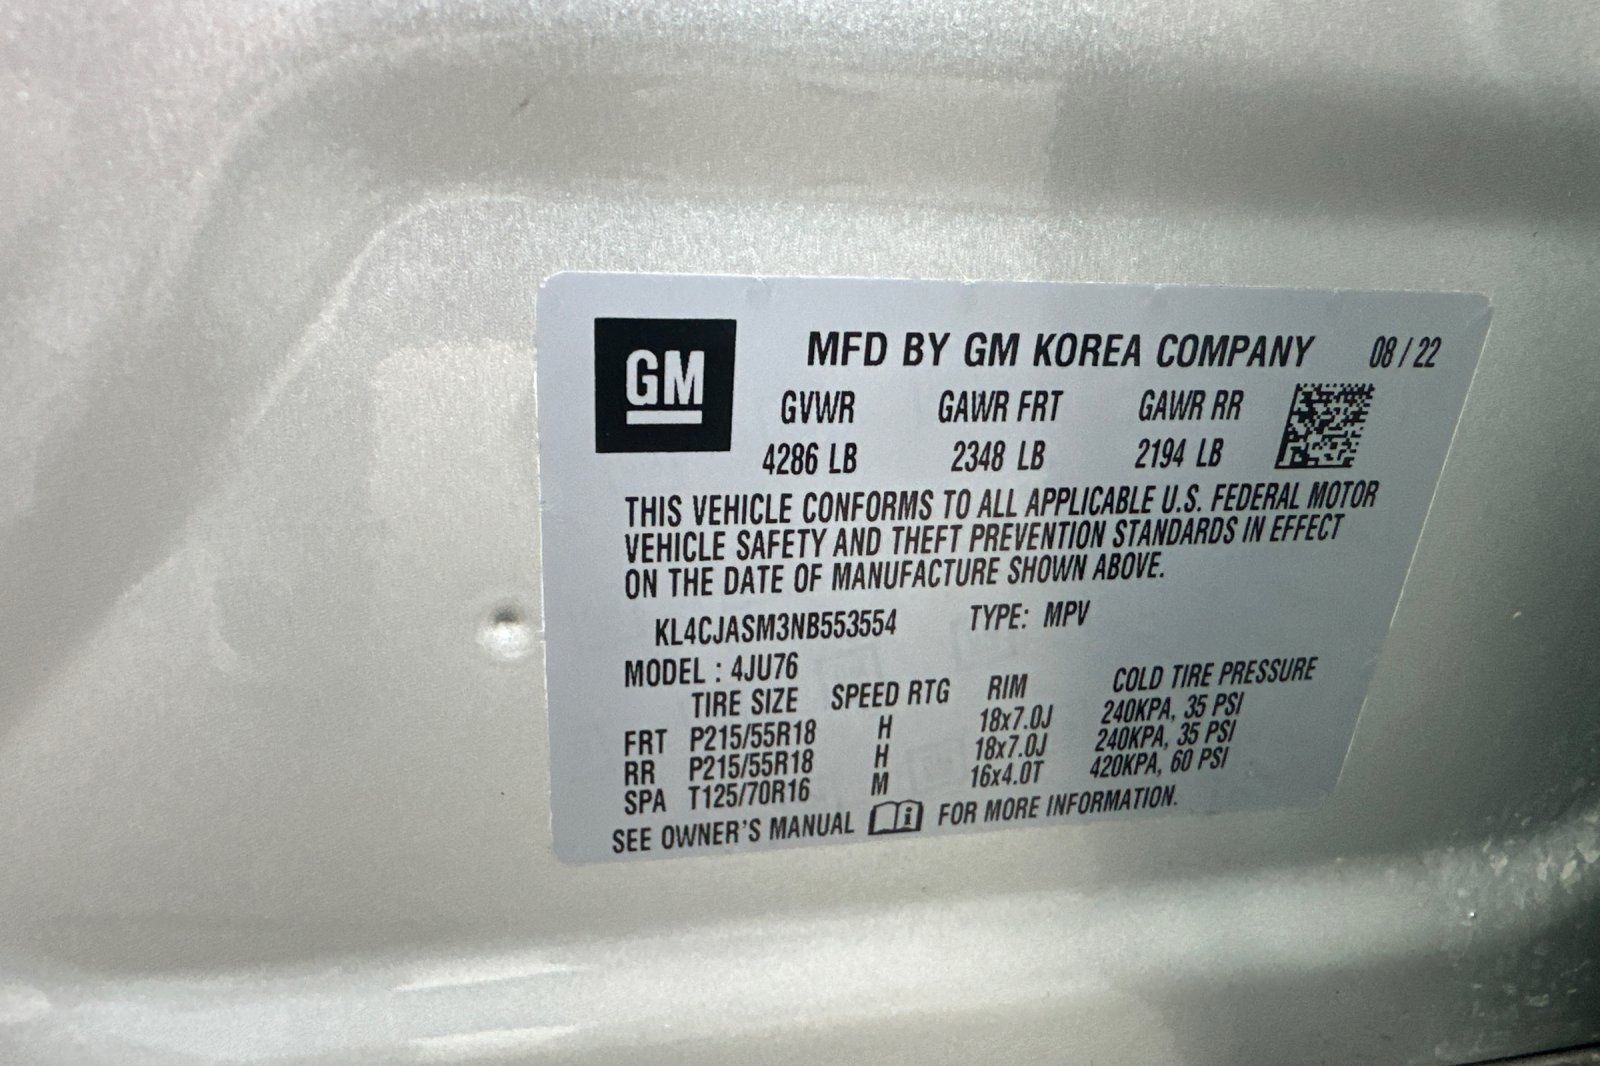 GM
MFD BY GM KOREA COMPANY 08 / 22
GVWR GAWR FRT GAWR RR
4286 LB 2348 LB 2194 LB
THIS VEHICLE CONFORMS TO ALL APPLICABLE U.S. FEDERAL MOTOR
VEHICLE SAFETY AND THEFT PREVENTION STANDARDS IN EFFECT
ON THE DATE OF MANUFACTURE SHOWN ABOVE.
KL4CJASM3NB553554 TYPE: MPV
MODEL : 4JU76
TIRE SIZE SPEED RTG RIM COLD TIRE PRESSURE
FRT P215/55R18 H 18x7.0J 240KPA, 35 PSI
RR P215/55R18 H 18x7.0J 240KPA, 35 PSI
SPA T125/70R16 M 16x4.0T 420KPA, 60 PSI
SEE OWNER'S MANUAL i FOR MORE INFORMATION.